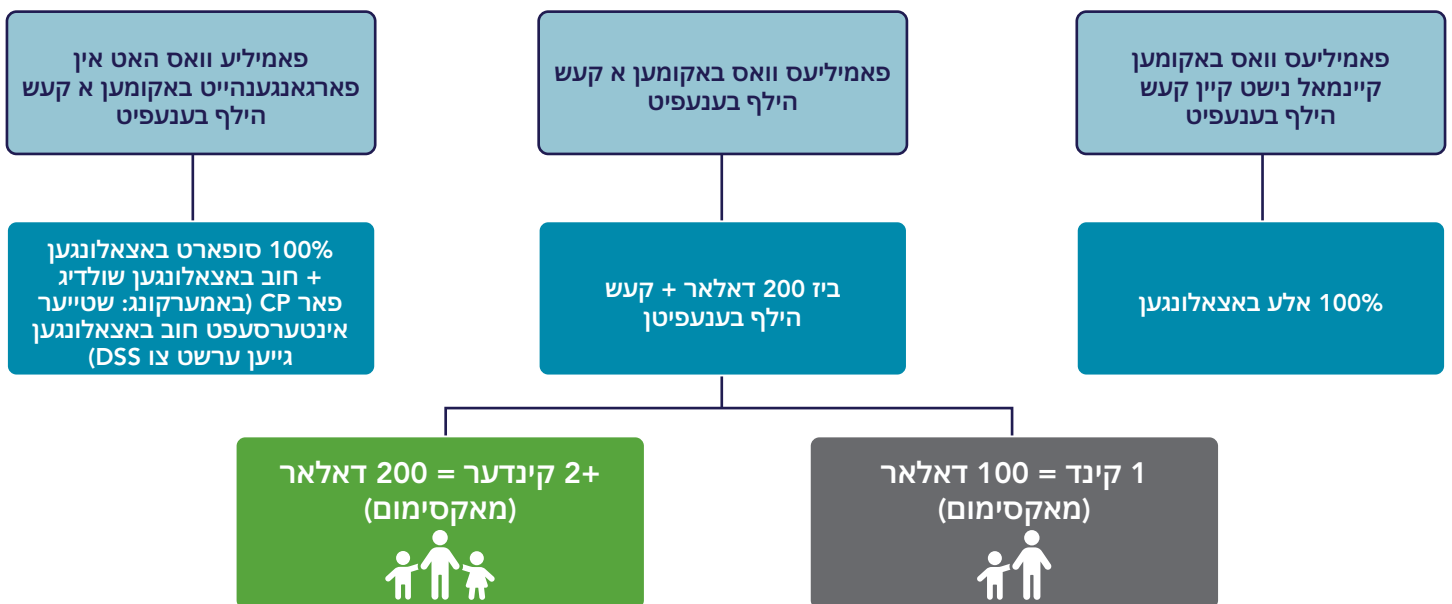 פאמיליעס וואס באקומען
קיינמאל נישט קיין קעש
הילף בענעפיט
פאמיליעס וואס באקומען א קעש
הילף בענעפיט
פאמיליע וואס האט אין
פארגאנגענהייט באקומען א קעש
הילף בענעפיט
100% אלע באצאלונגען
ביז 200 דאלאר + קעש
הילף בענעפיטן
100% סופארט באצאלונגען
+ חוב באצאלונגען שולדיג
פאר CP (באמערקונג: שטייער
אינטערסעפט חוב באצאלונגען
גייען ערשט צו DSS)
1 קינד = 100 דאלאר
(מאקסימום)
2+ קינדער = 200 דאלאר
(מאקסימום)